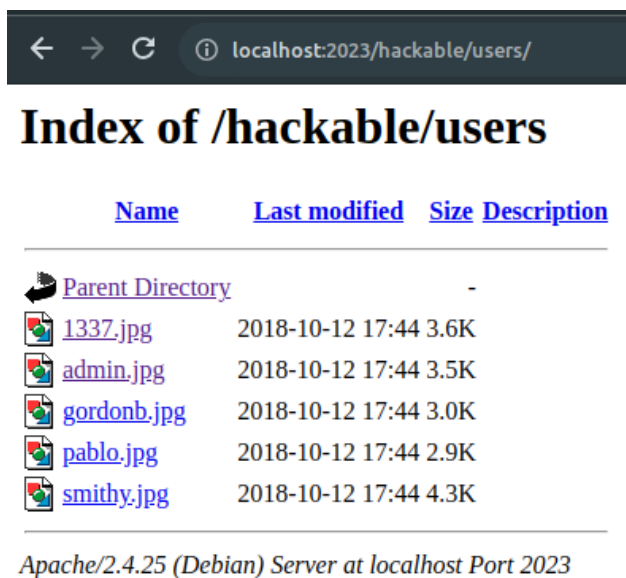 localhost:2023/hackable/users/
Index of /hackable/users
Name Last modified Size Description
Parent Directory -
1337.jpg 2018-10-12 17:44 3.6K
admin.jpg 2018-10-12 17:44 3.5K
gordonb.jpg 2018-10-12 17:44 3.0K
pablo.jpg 2018-10-12 17:44 2.9K
smithy.jpg 2018-10-12 17:44 4.3K
Apache/2.4.25 (Debian) Server at localhost Port 2023